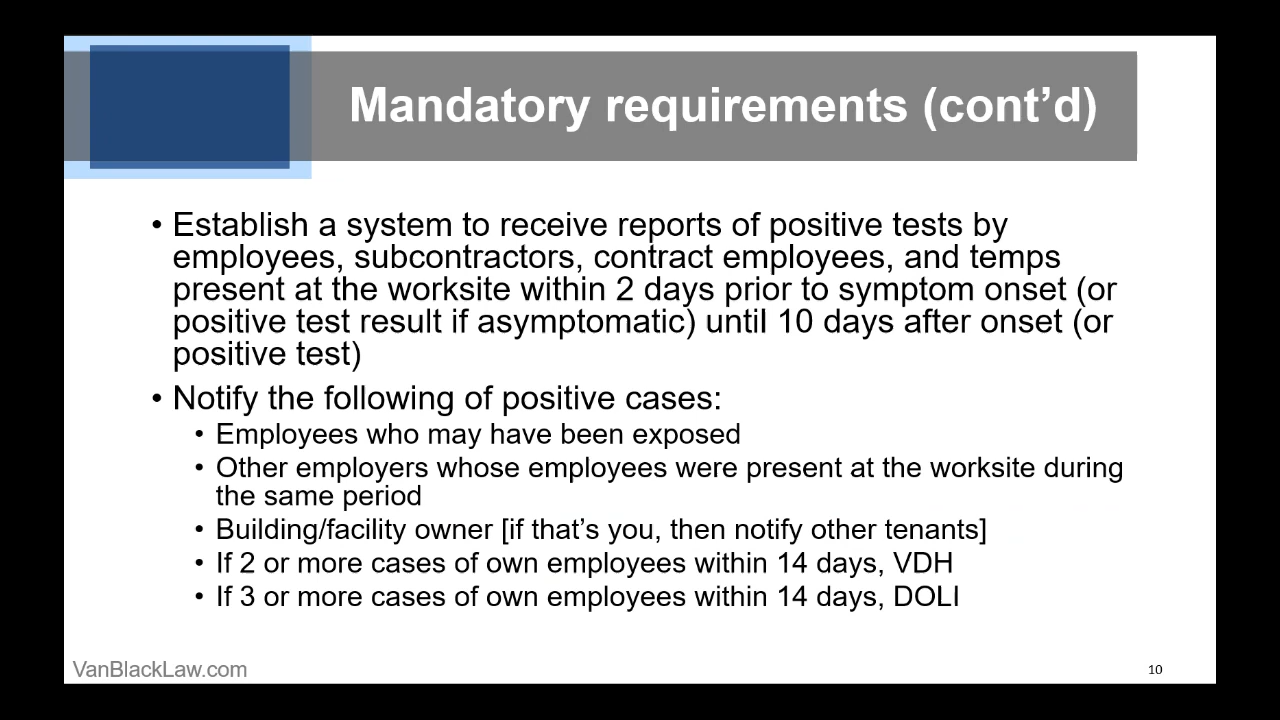 Mandatory requirements (cont’d)
• Establish a system to receive reports of positive tests by
employees, subcontractors, contract employees, and temps
present at the worksite within 2 days prior to symptom onset (or
positive test result if asymptomatic) until 10 days after onset (or
positive test)
• Notify the following of positive cases:
• Employees who may have been exposed
• Other employers whose employees were present at the worksite during
the same period
• Building/facility owner [if that’s you, then notify other tenants]
• If 2 or more cases of own employees within 14 days, VDH
• If 3 or more cases of own employees within 14 days, DOLI
VanBlackLaw.com
10